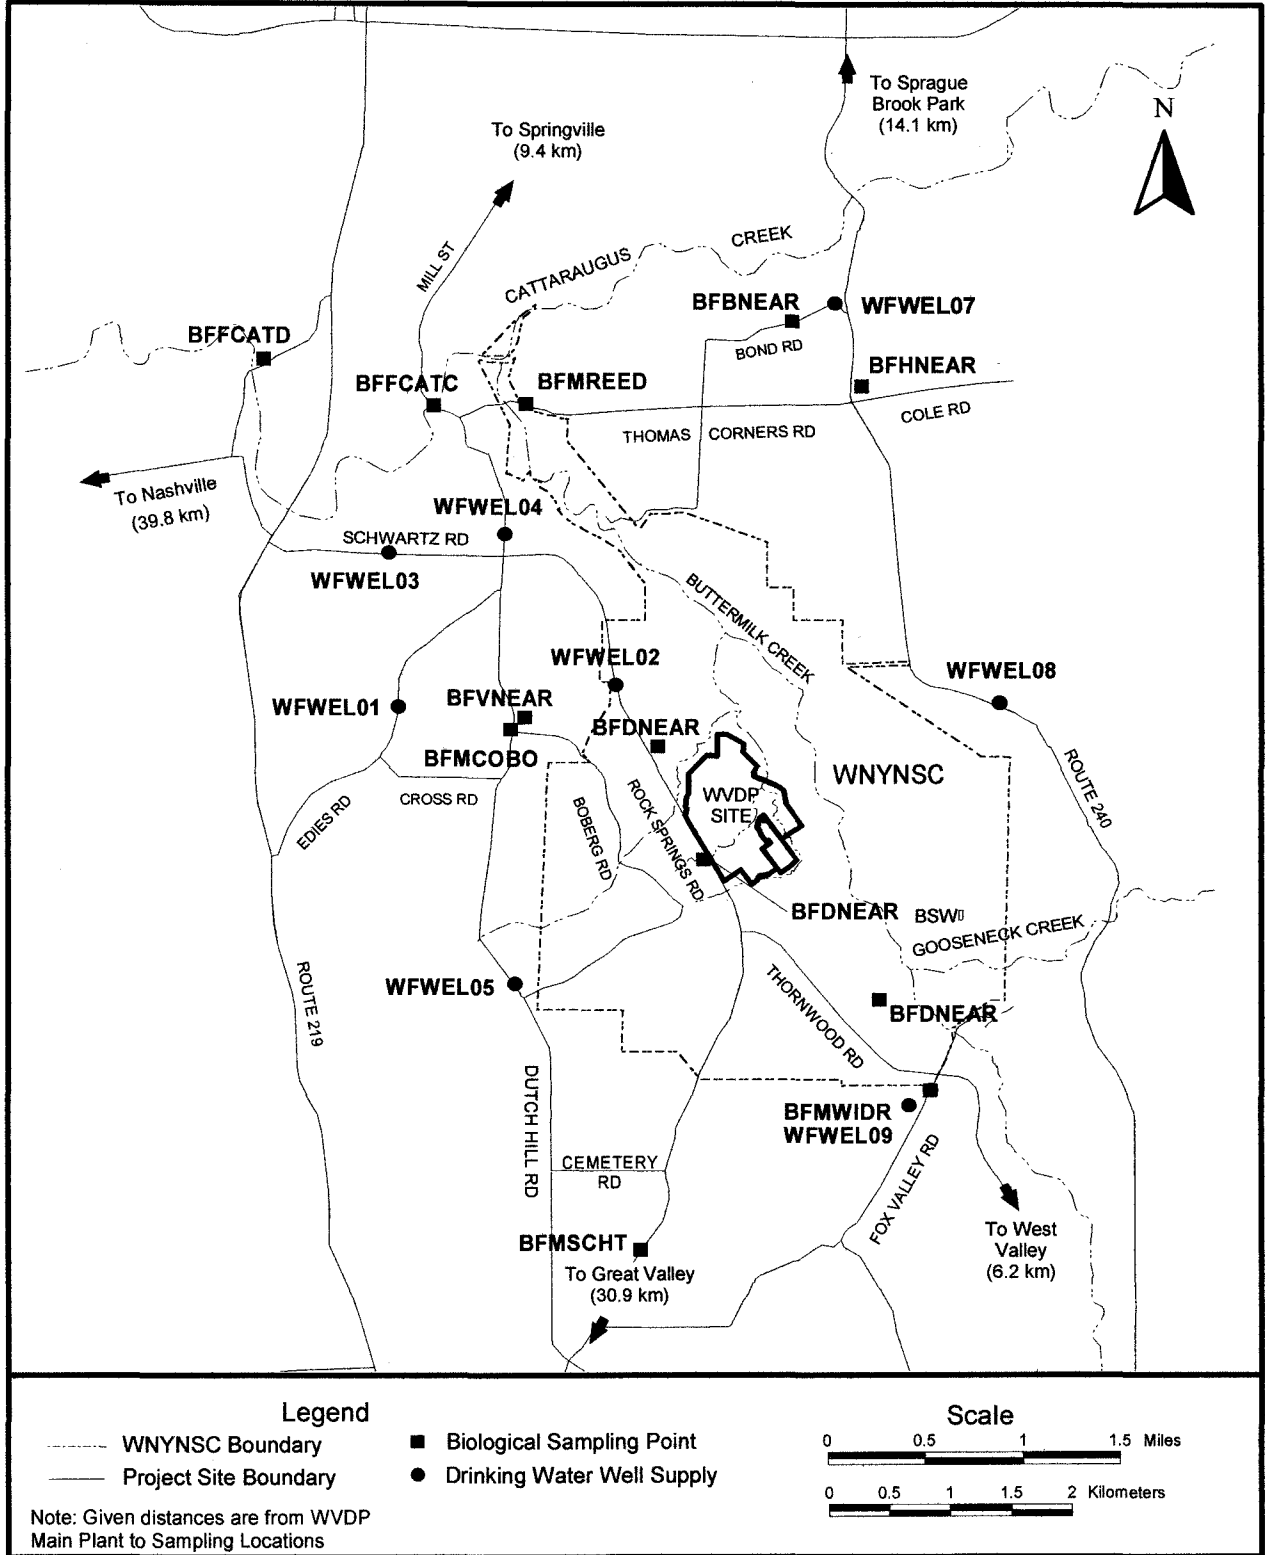 To Sprague
Brook Park
(14.1 km)
N
To Springville
(9.4 km)
MILL ST
CATTARAUGUS
CREEK
BFBNEAR
WFWEL07
BFFCATD
BOND RD
BFHNEAR
BFFCATC
BFMREED
COLE RD
THOMAS CORNERS RD
To Nashville
(39.8 km)
WFWEL04
SCHWARTZ RD
WFWEL03
BUTTERMILK CREEK
WFWEL02
WFWEL08
BFVNEAR
WFWEL01
BFDNEAR
BFMCOBO
WNYNSC
CROSS RD
EDIES RD
BOBERG RD
ROCK SPRINGS RD
WVDP
SITE
ROUTE 240
BFDNEAR
BSW▯
GOOSENECK CREEK
WFWEL05
ROUTE 219
THORNWOOD RD
BFDNEAR
DUTCH HILL RD
BFMWIDR
WFWEL09
CEMETERY
RD
FOX VALLEY RD
BFMSCHT
To West
Valley
(6.2 km)
To Great Valley
(30.9 km)
Legend
WNYNSC Boundary
Project Site Boundary
Biological Sampling Point
Drinking Water Well Supply
Note: Given distances are from WVDP
Main Plant to Sampling Locations
Scale
0 0.5 1 1.5 Miles
0 0.5 1 1.5 2 Kilometers